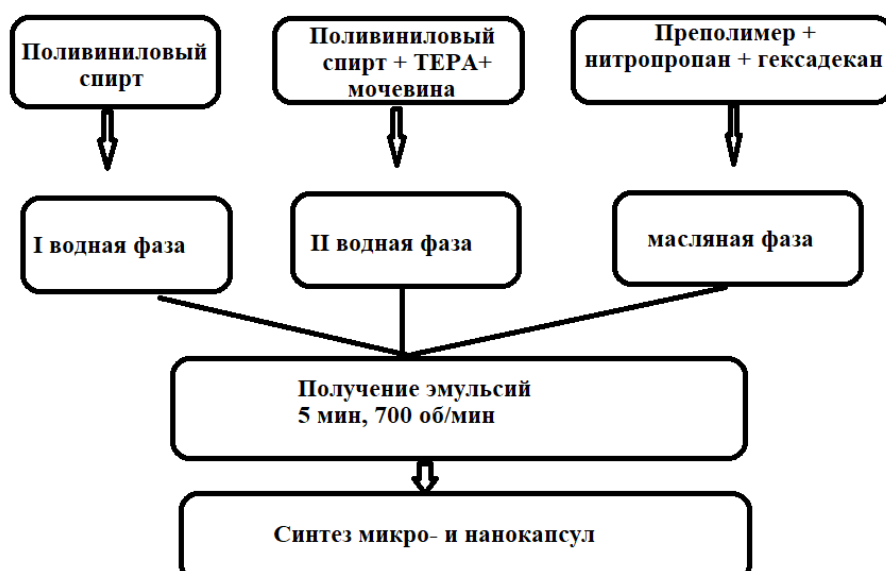 Поливиниловый
спирт
Поливиниловый
спирт + ТЕРА+
мочевина
Преполимер +
нитропропан + гексадекан
I водная фаза
II водная фаза
масляная фаза
Получение эмульсий
5 мин, 700 об/мин
Синтез микро- и нанокапсул